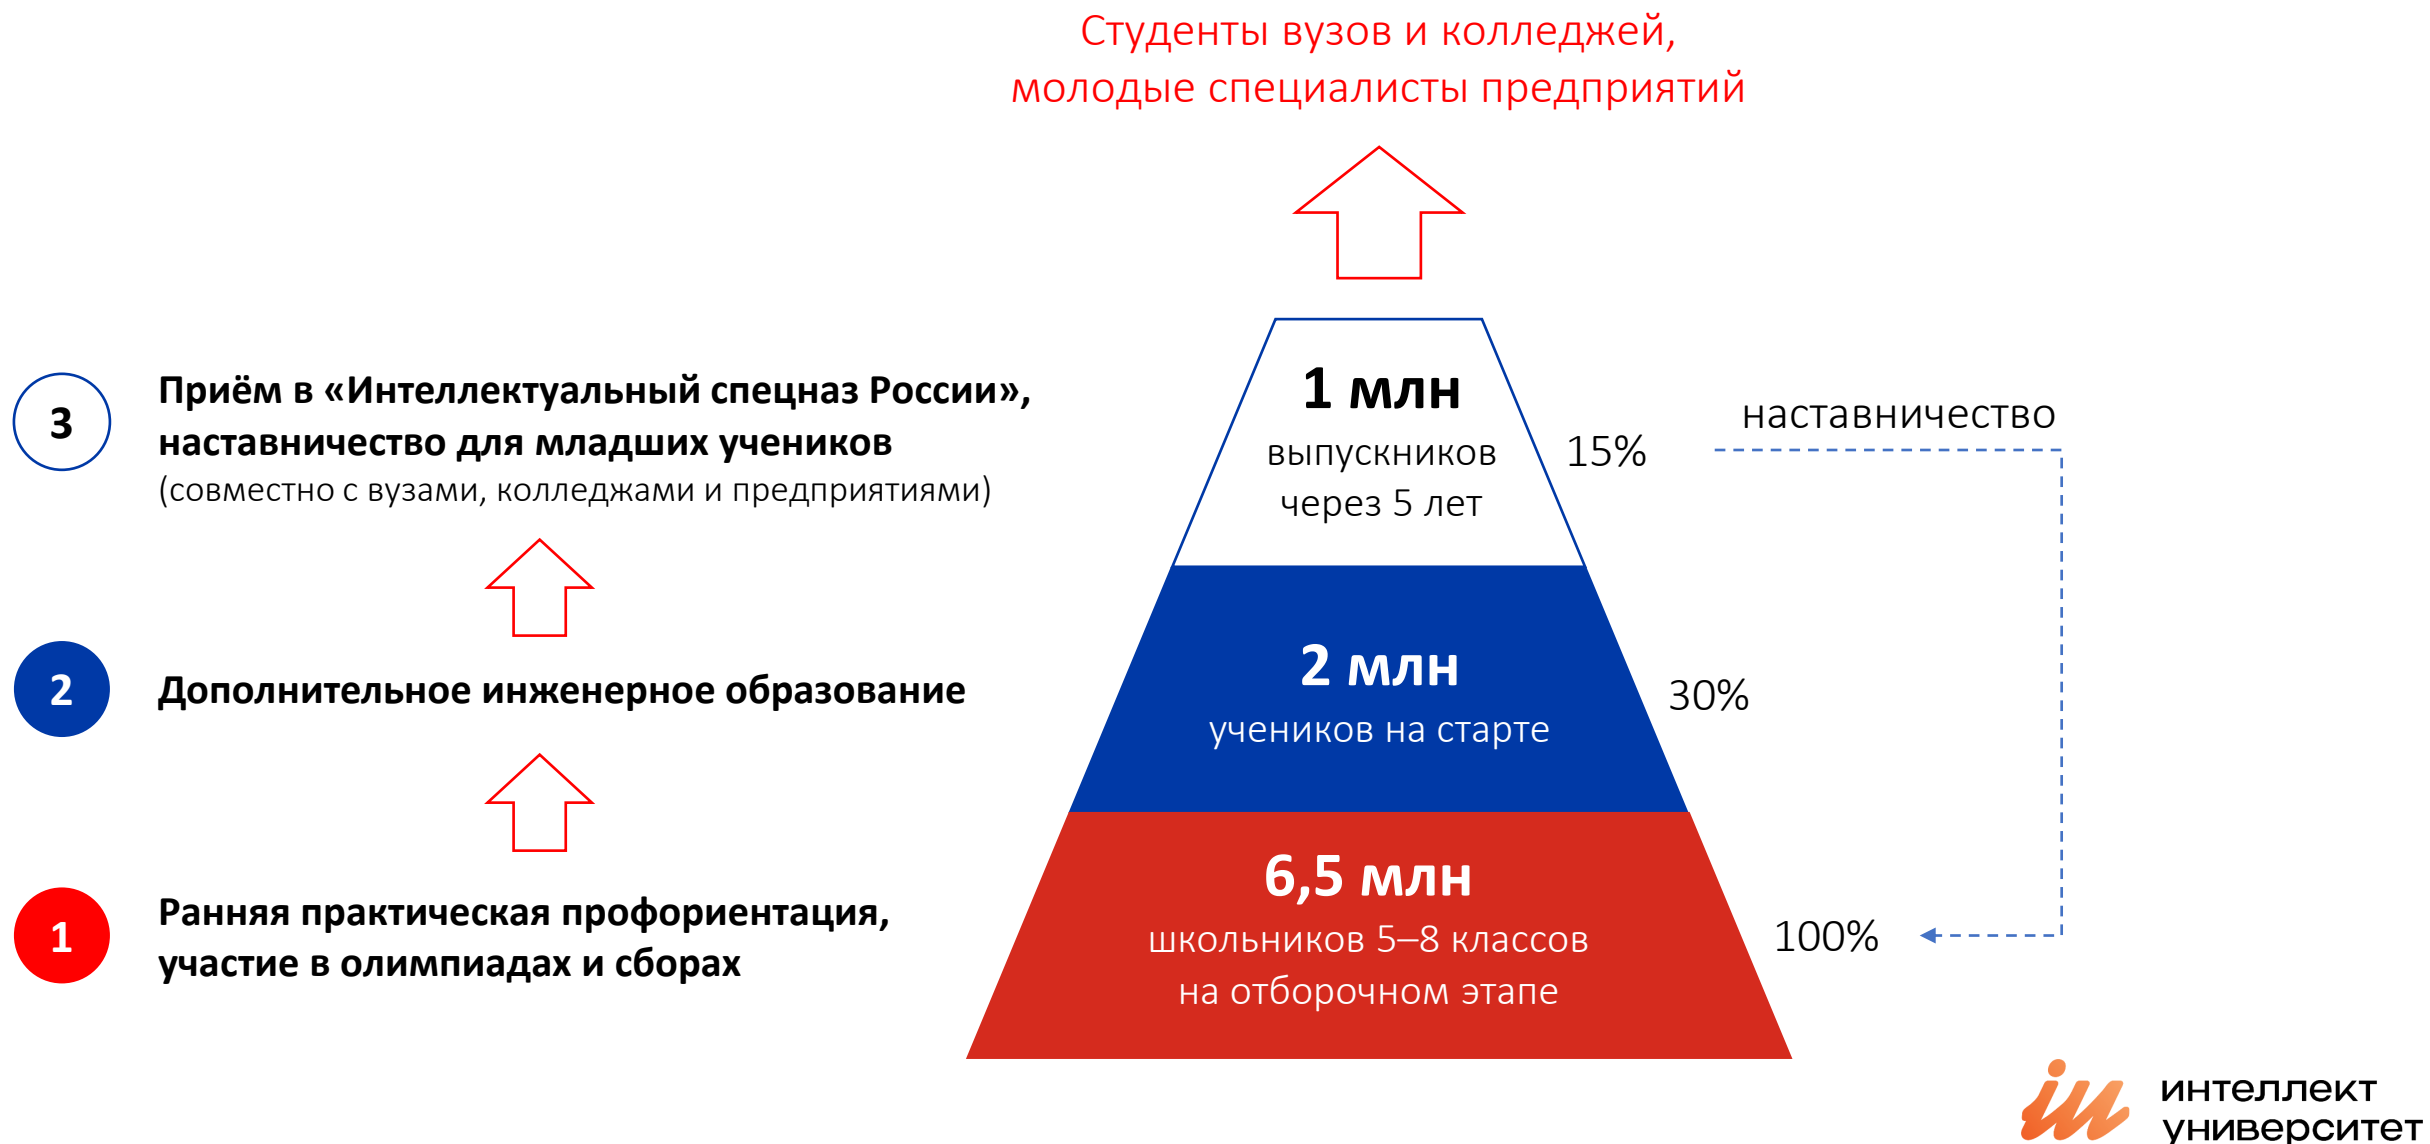 Студенты вузов и колледжей,
молодые специалисты предприятий
3
Приём в «Интеллектуальный спецназ России»,
наставничество для младших учеников
(совместно с вузами, колледжами и предприятиями)
1 млн
выпускников
через 5 лет
15%
наставничество
2
Дополнительное инженерное образование
2 млн
учеников на старте
30%
1
Ранняя практическая профориентация,
участие в олимпиадах и сборах
6,5 млн
школьников 5–8 классов
на отборочном этапе
100%
ин
интеллект
университет